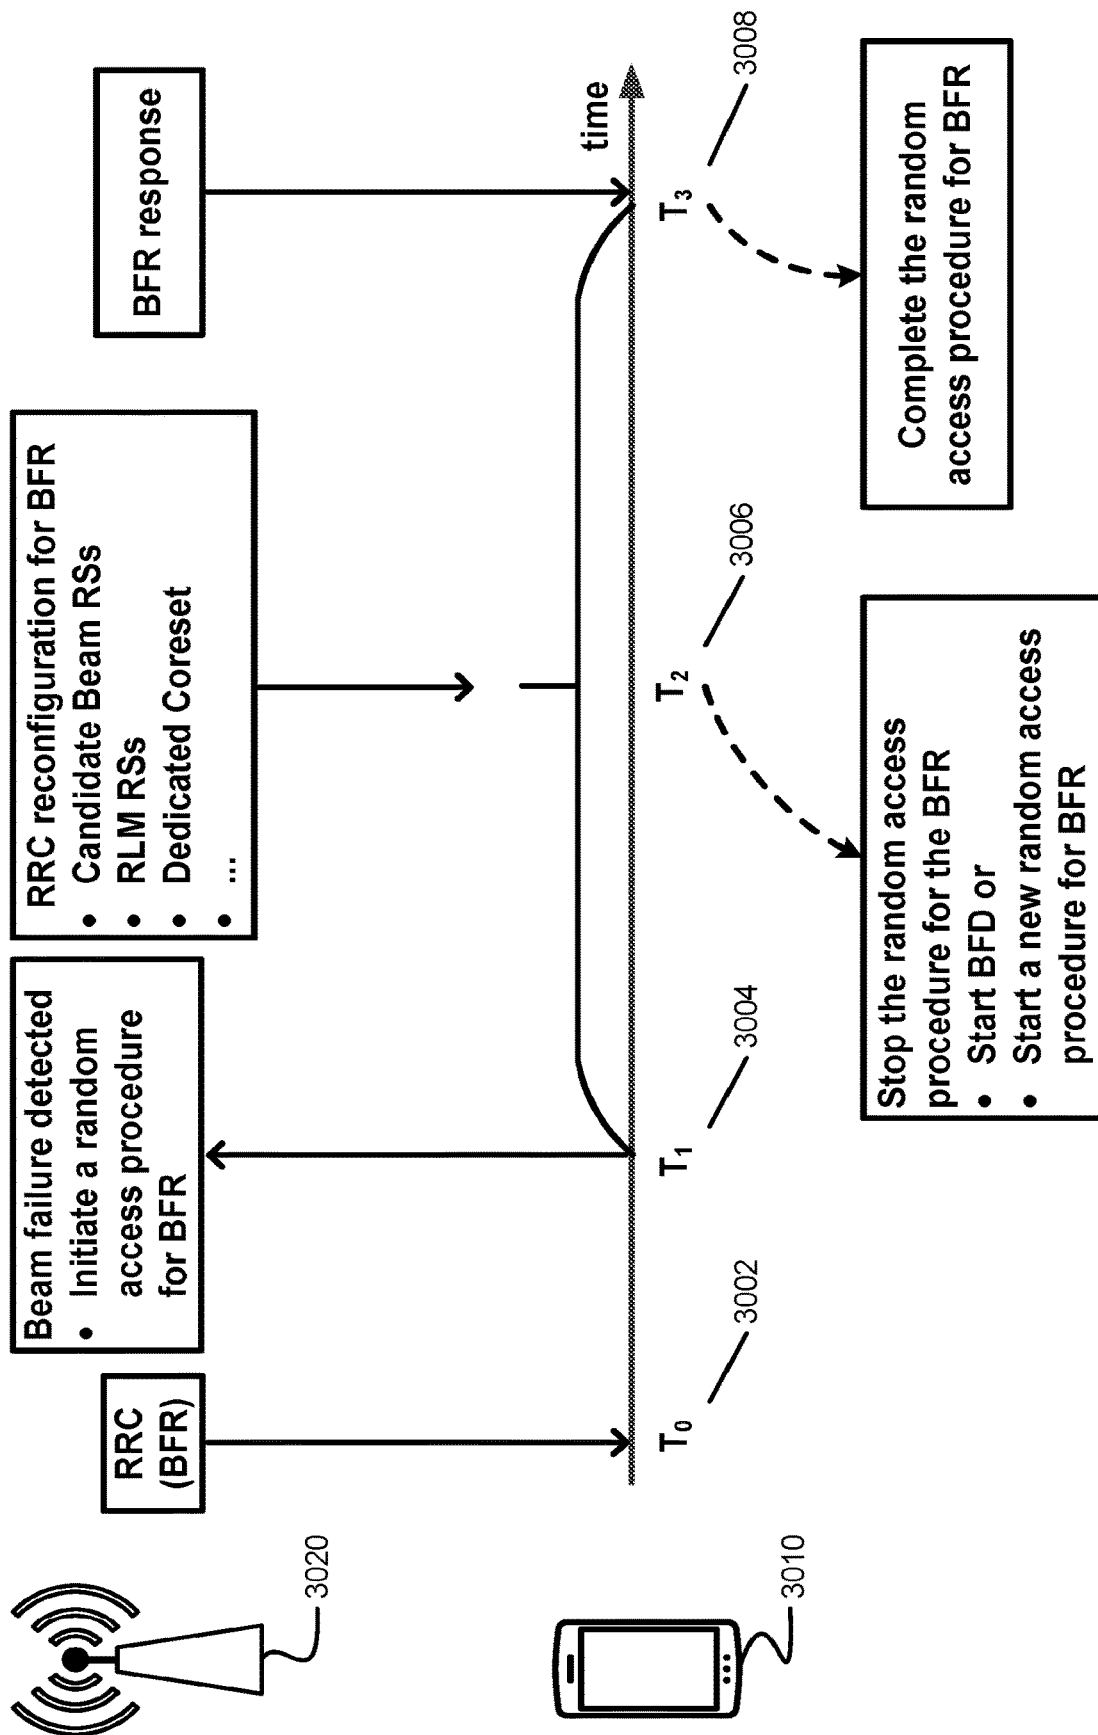 RRC
(BFR)
Beam failure detected
• Initiate a random
access procedure
for BFR
RRC reconfiguration for BFR
• Candidate Beam RSs
• RLM RSs
• Dedicated Coreset
• ...
BFR response
3020
time
T0
T1
T2
T3
3002
3004
3006
3008
3010
Stop the random access
procedure for the BFR
• Start BFD or
• Start a new random access
procedure for BFR
Complete the random
access procedure for BFR